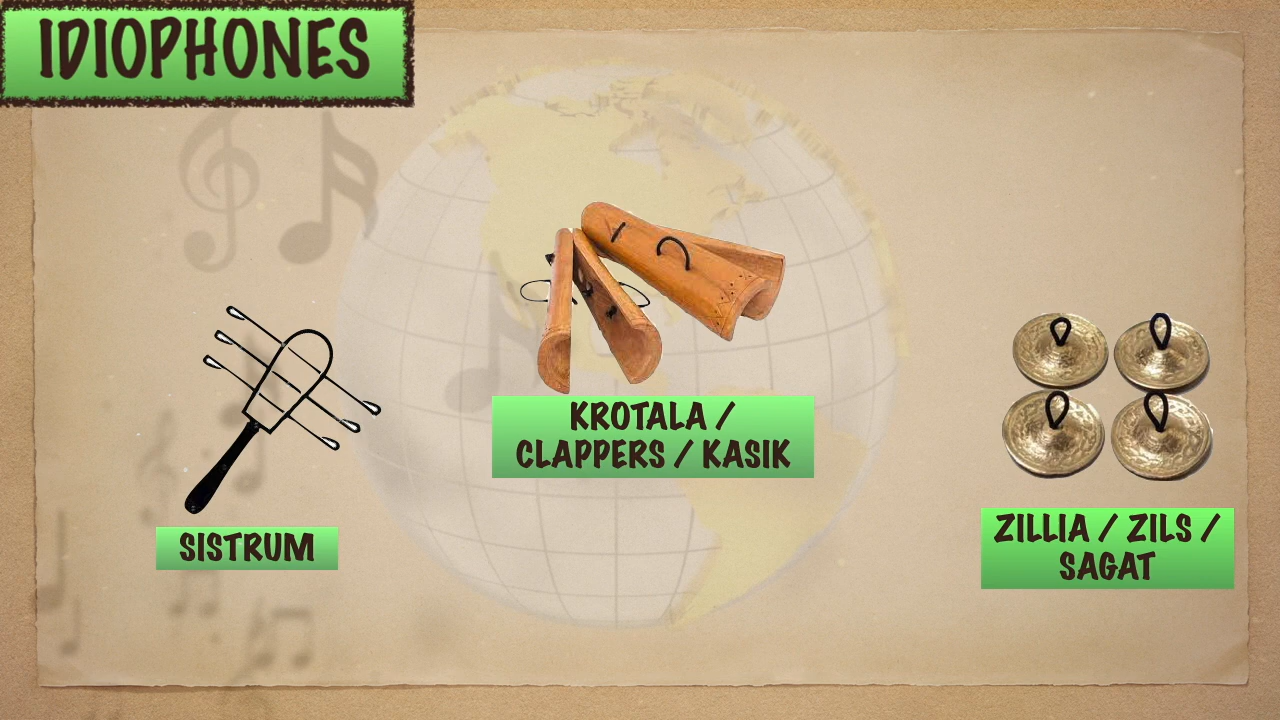 IDIOPHONES
KROTALA /
CLAPPERS / KASIK
SISTRUM
ZILLIA / ZILS /
SAGAT